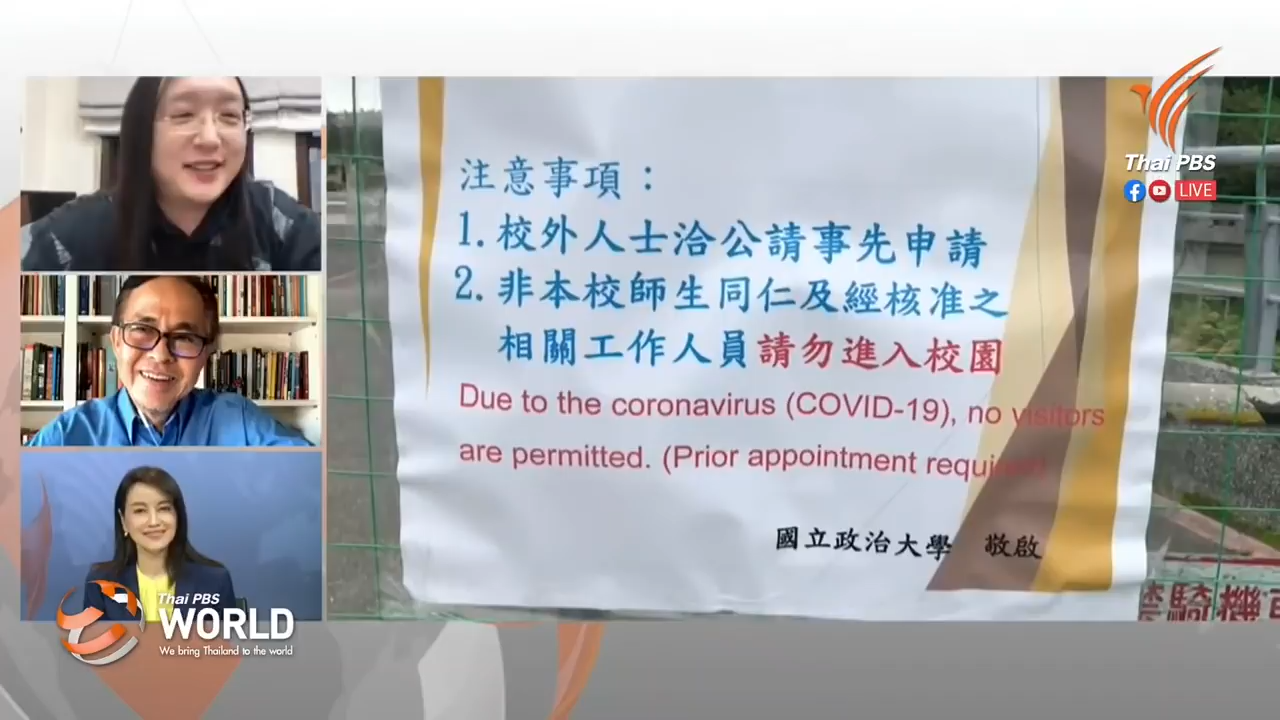 Thai PBS
LIVE
注意事項：
1. 校外人士洽公請事先申請
2. 非本校師生同仁及經核准之
相關工作人員請勿進入校園
Due to the coronavirus (COVID-19), no visitors
are permitted. (Prior appointment required)
國立政治大學 敬啟
騎機
Thai PBS
WORLD
We bring Thailand to the world